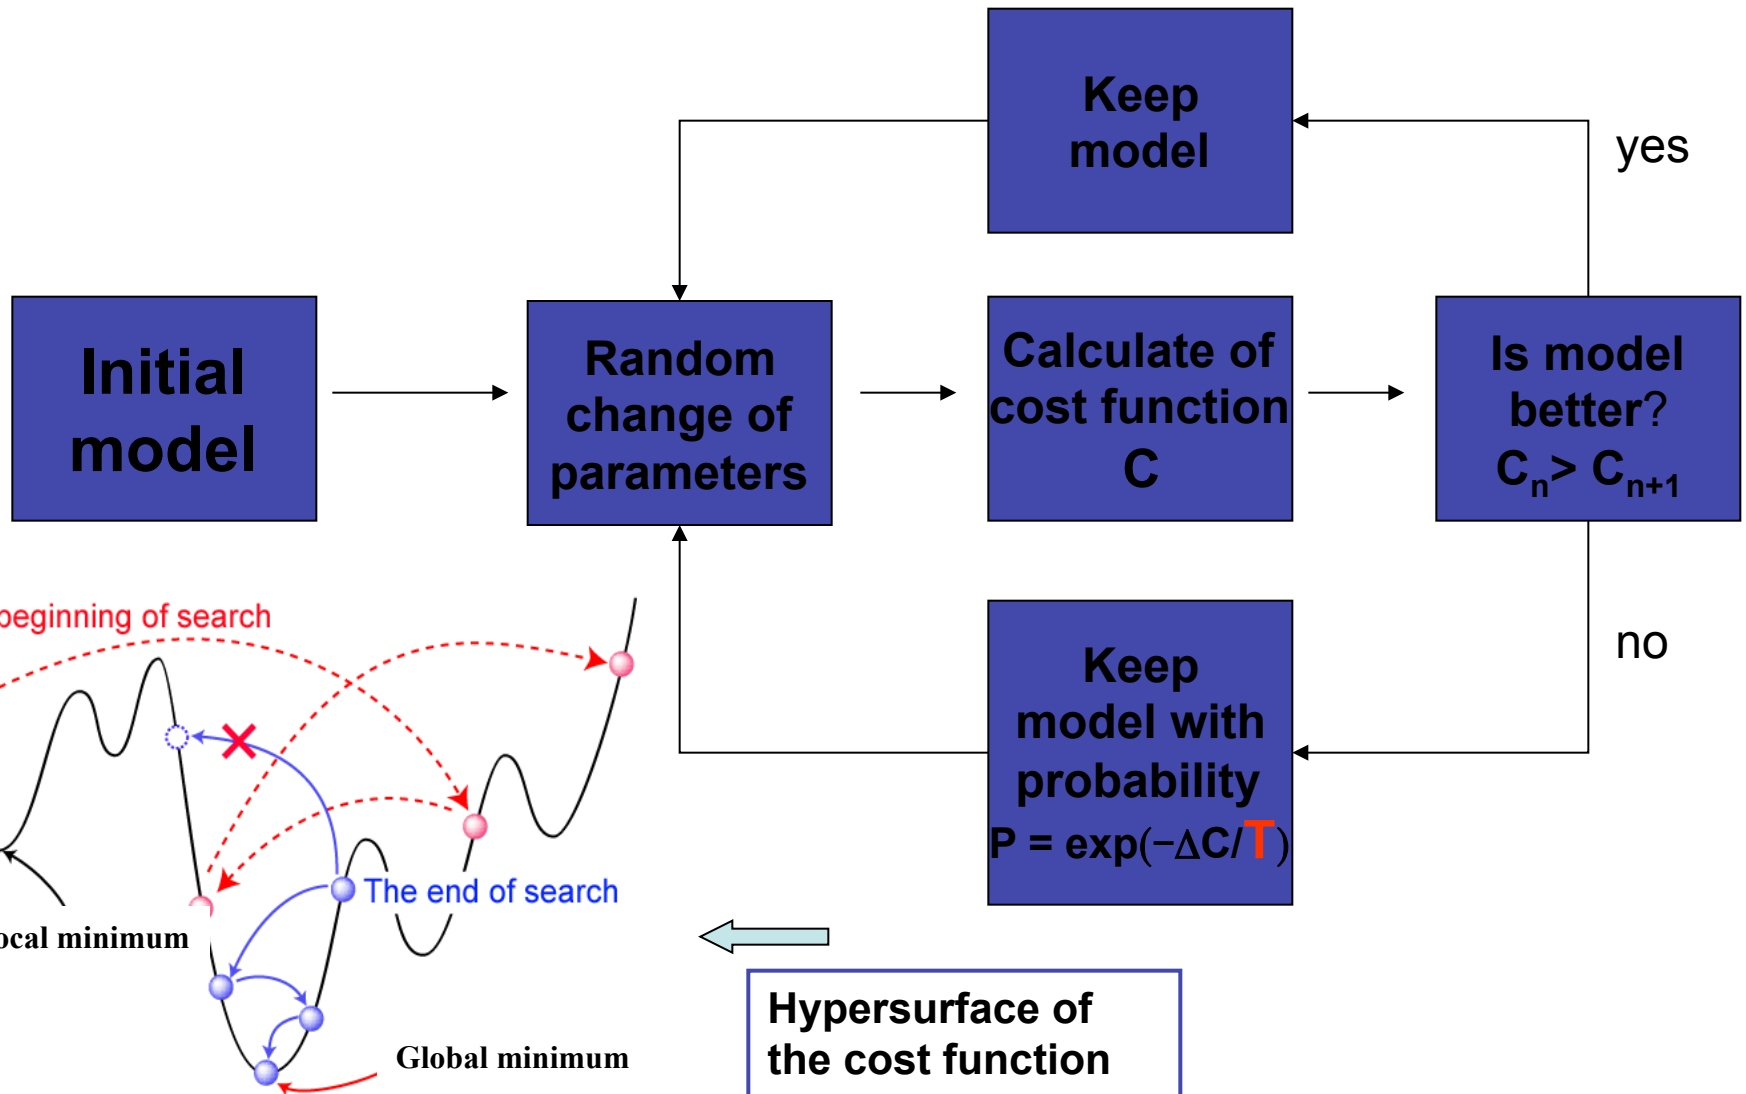 Keep
model
yes
Initial
model
Random
change of
parameters
Calculate of
cost function
C
Is model
better?
Cn> Cn+1
beginning of search
no
Keep
model with
probability
P = exp(−ΔC/T)
The end of search
ocal minimum
Global minimum
Hypersurface of
the cost function